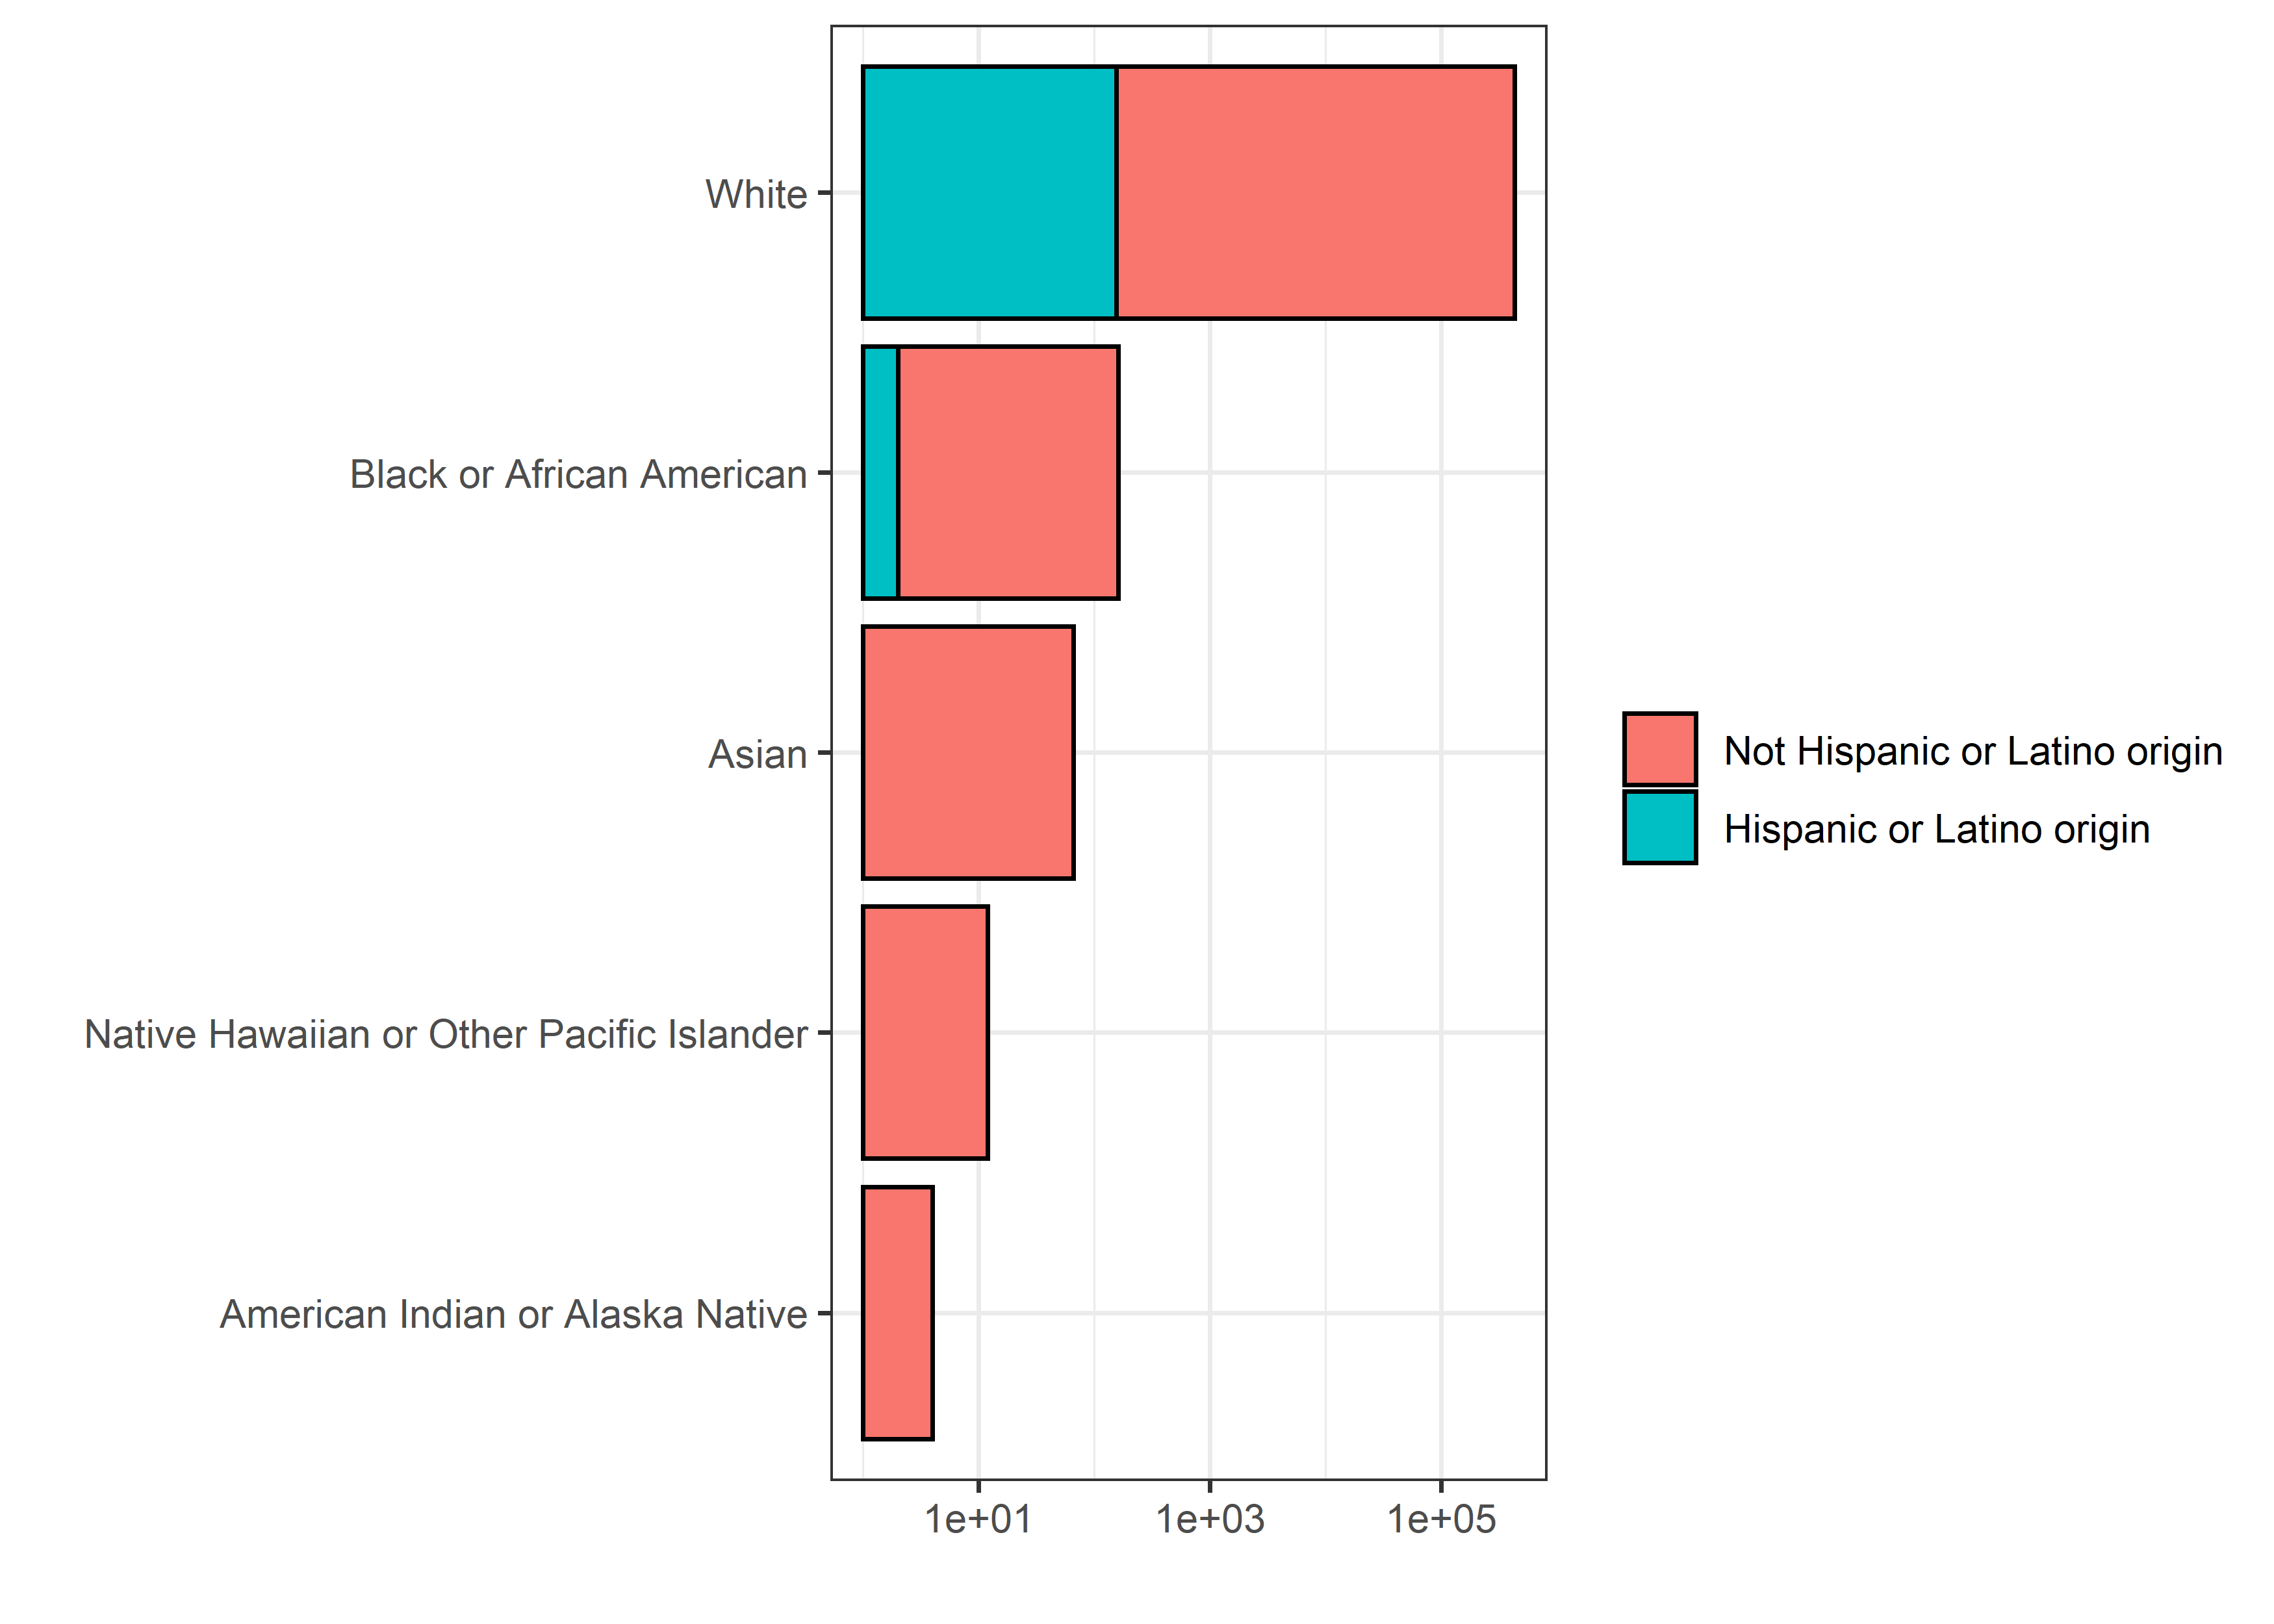 White
Black or African American
Asian
Native Hawaiian or Other Pacific Islander
American Indian or Alaska Native
1e+01 1e+03 1e+05
Not Hispanic or Latino origin
Hispanic or Latino origin